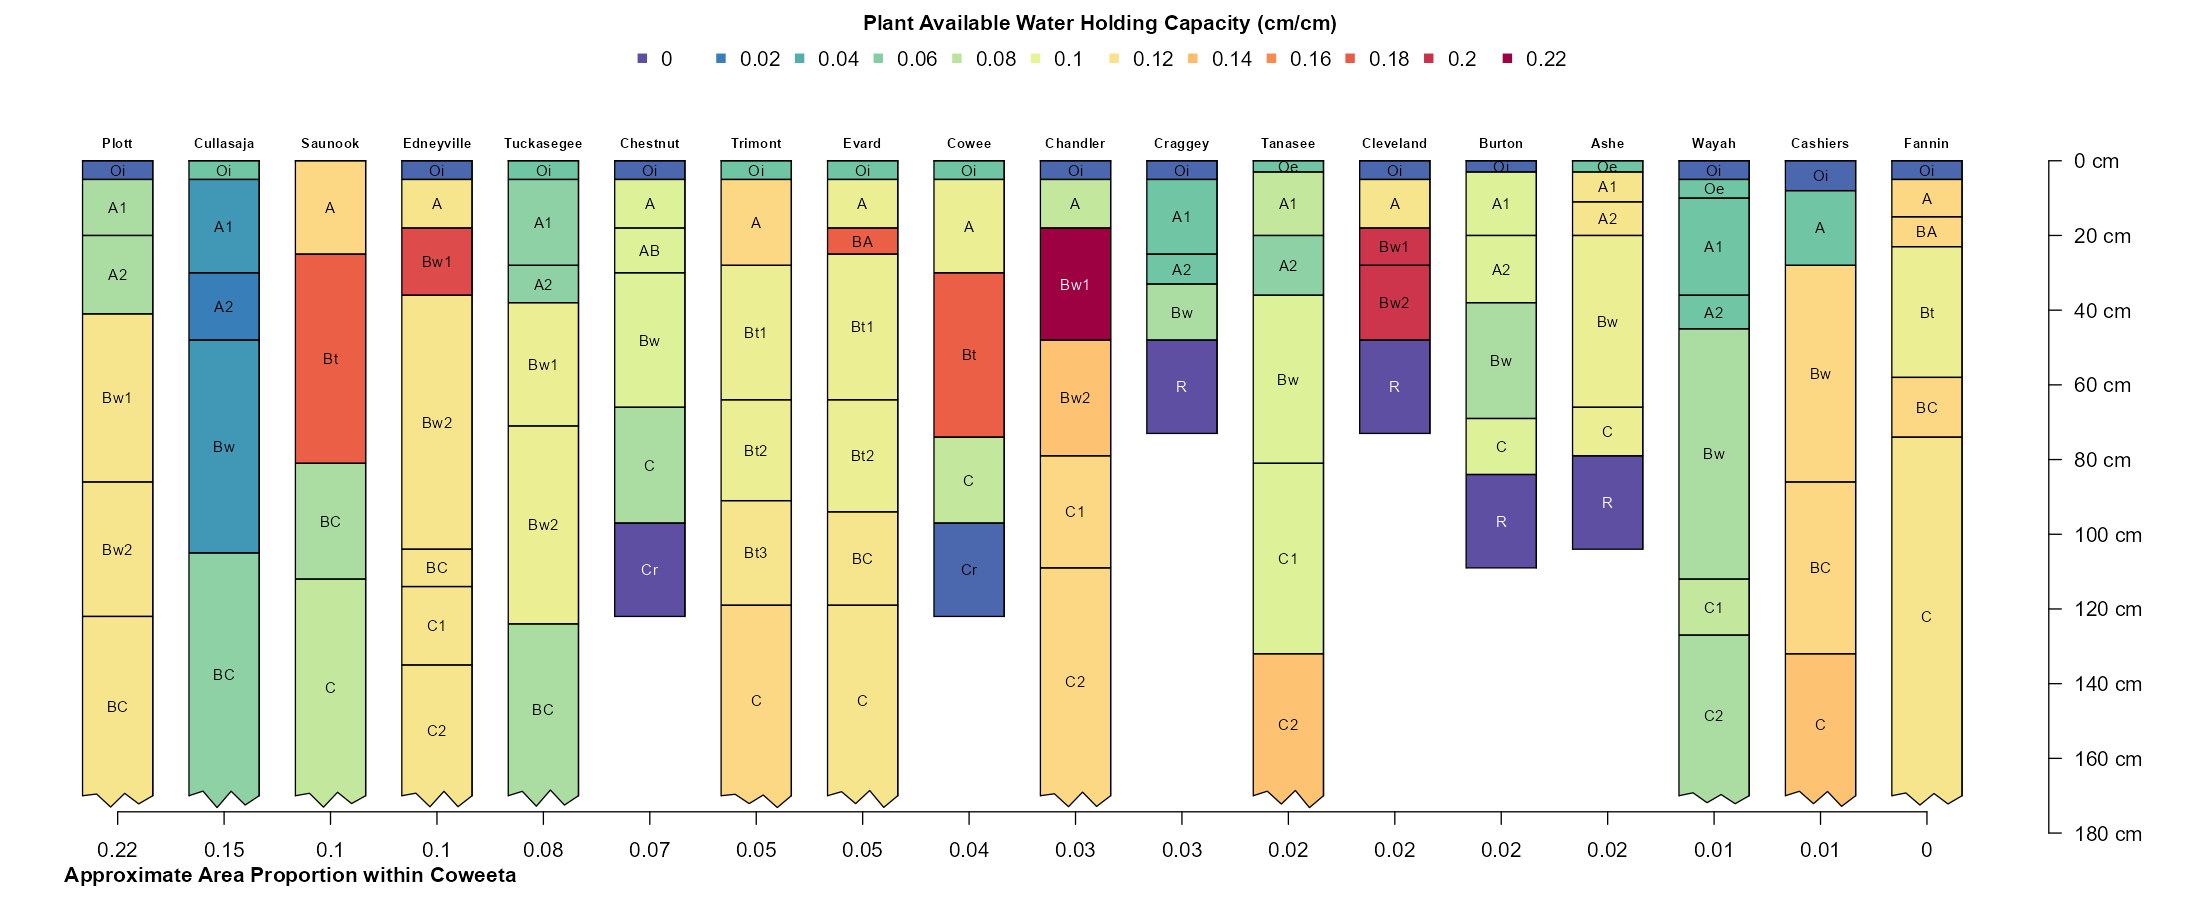 Plant Available Water Holding Capacity (cm/cm)
0 0.02 0.04 0.06 0.08 0.1 0.12 0.14 0.16 0.18 0.2 0.22
Plott Cullasaja Saunook Edneyville Tuckasegee Chestnut Trimont Evard Cowee Chandler Craggey Tanasee Cleveland Burton Ashe Wayah Cashiers Fannin
Oi
A1
A2
Bw1
Bw2
BC
Oi
A1
A2
Bw
BC
A
Bt
BC
C
Oi
A
Bw1
Bw2
BC
C1
C2
Oi
A1
A2
Bw1
Bw2
BC
Oi
A
AB
Bw
C
Cr
Oi
A
Bt1
Bt2
Bt3
C
Oi
A
BA
Bt1
Bt2
BC
C
Oi
A
Bt
C
Cr
Oi
A
Bw1
Bw2
C1
C2
Oi
A1
A2
Bw
R
Oe
A1
A2
Bw
C1
C2
Oi
A
Bw1
Bw2
R
Oi
A1
A2
Bw
C
R
Oe
A1
A2
Bw
C
R
Oi
Oe
A1
A2
Bw
C1
C2
Oi
A
Bw
BC
C
Oi
A
BA
Bt
BC
C
0 cm
20 cm
40 cm
60 cm
80 cm
100 cm
120 cm
140 cm
160 cm
180 cm
0.22 0.15 0.1 0.1 0.08 0.07 0.05 0.05 0.04 0.03 0.03 0.02 0.02 0.02 0.02 0.01 0.01 0
Approximate Area Proportion within Coweeta